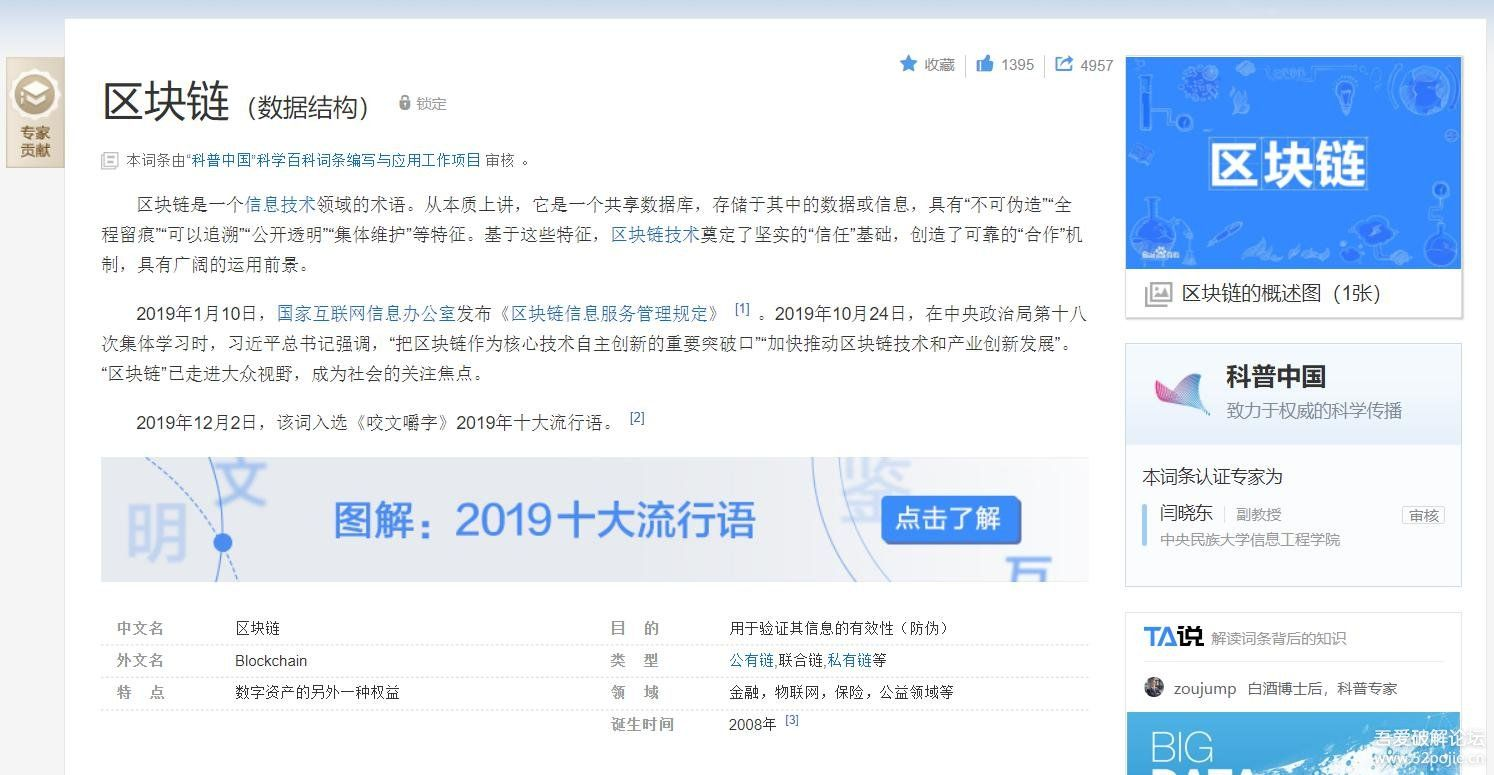 专家
贡献
收藏 1395 4957
区块链（数据结构） 锁定
本词条由“科普中国”科学百科词条编写与应用工作项目 审核 。
区块链是一个信息技术领域的术语。从本质上讲，它是一个共享数据库，存储于其中的数据或信息，具有“不可伪造”“全
程留痕”“可以追溯”“公开透明”“集体维护”等特征。基于这些特征，区块链技术奠定了坚实的“信任”基础，创造了可靠的“合作”机
制，具有广阔的运用前景。
2019年1月10日，国家互联网信息办公室发布《区块链信息服务管理规定》 [1] 。2019年10月24日，在中央政治局第十八
次集体学习时，习近平总书记强调，“把区块链作为核心技术自主创新的重要突破口”“加快推动区块链技术和产业创新发展”。
“区块链”已走进大众视野，成为社会的关注焦点。
2019年12月2日，该词入选《咬文嚼字》2019年十大流行语。 [2]
明
文
图解：2019十大流行语
鉴
点击了解
互
中文名 区块链
外文名 Blockchain
特 点 数字资产的另外一种权益
目 的 用于验证其信息的有效性（防伪）
类 型 公有链,联合链,私有链等
领 域 金融，物联网，保险，公益领域等
诞生时间 2008年 [3]
区块链
Bai百科
区块链的概述图（1张）
科普中国
致力于权威的科学传播
本词条认证专家为
闫晓东 副教授 审核
中央民族大学信息工程学院
TA说 解读词条背后的知识
zoujump 白酒博士后，科普专家
BIG
DATA
吾爱破解论坛
www.52pojie.cn